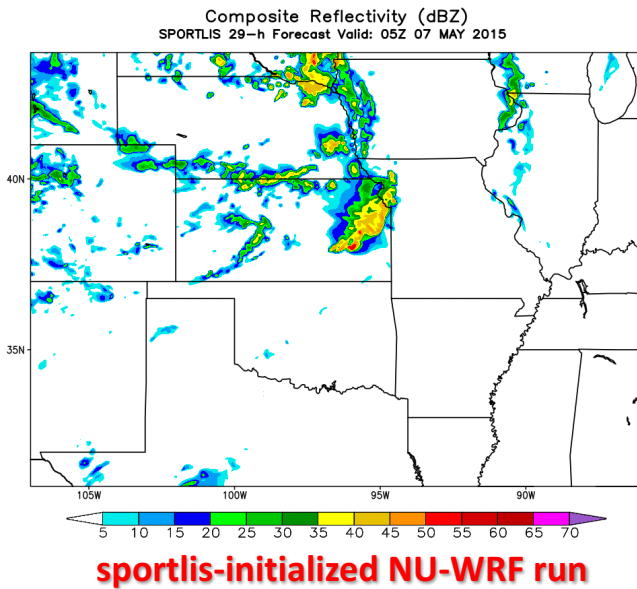 Composite Reflectivity (dBZ)
SPORTLIS 29-h Forecast Valid: 05Z 07 MAY 2015
40N
35N
105W 100W 95W 90W
5 10 15 20 25 30 35 40 45 50 55 60 65 70
sportlis-initialized NU-WRF run